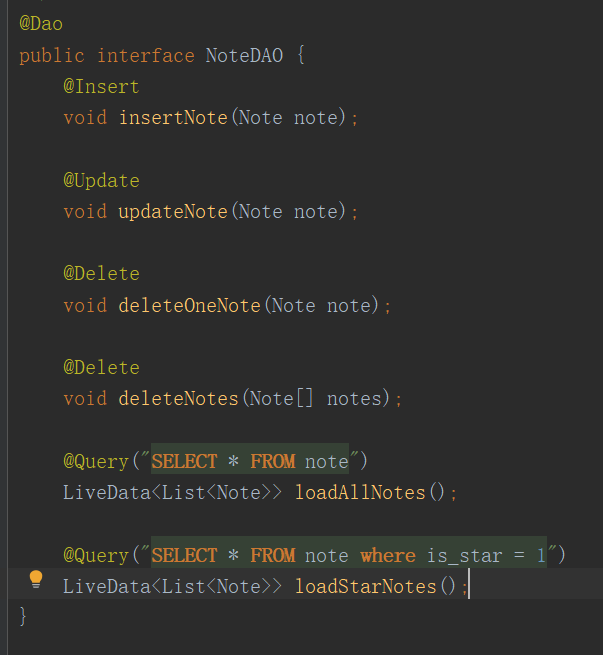 @Dao
public interface NoteDAO {
@Insert
void insertNote(Note note);
@Update
void updateNote(Note note);
@Delete
void deleteOneNote(Note note);
@Delete
void deleteNotes(Note[] notes);
@Query("SELECT * FROM note")
LiveData<List<Note>> loadAllNotes();
@Query("SELECT * FROM note where is_star = 1")
LiveData<List<Note>> loadStarNotes();
}